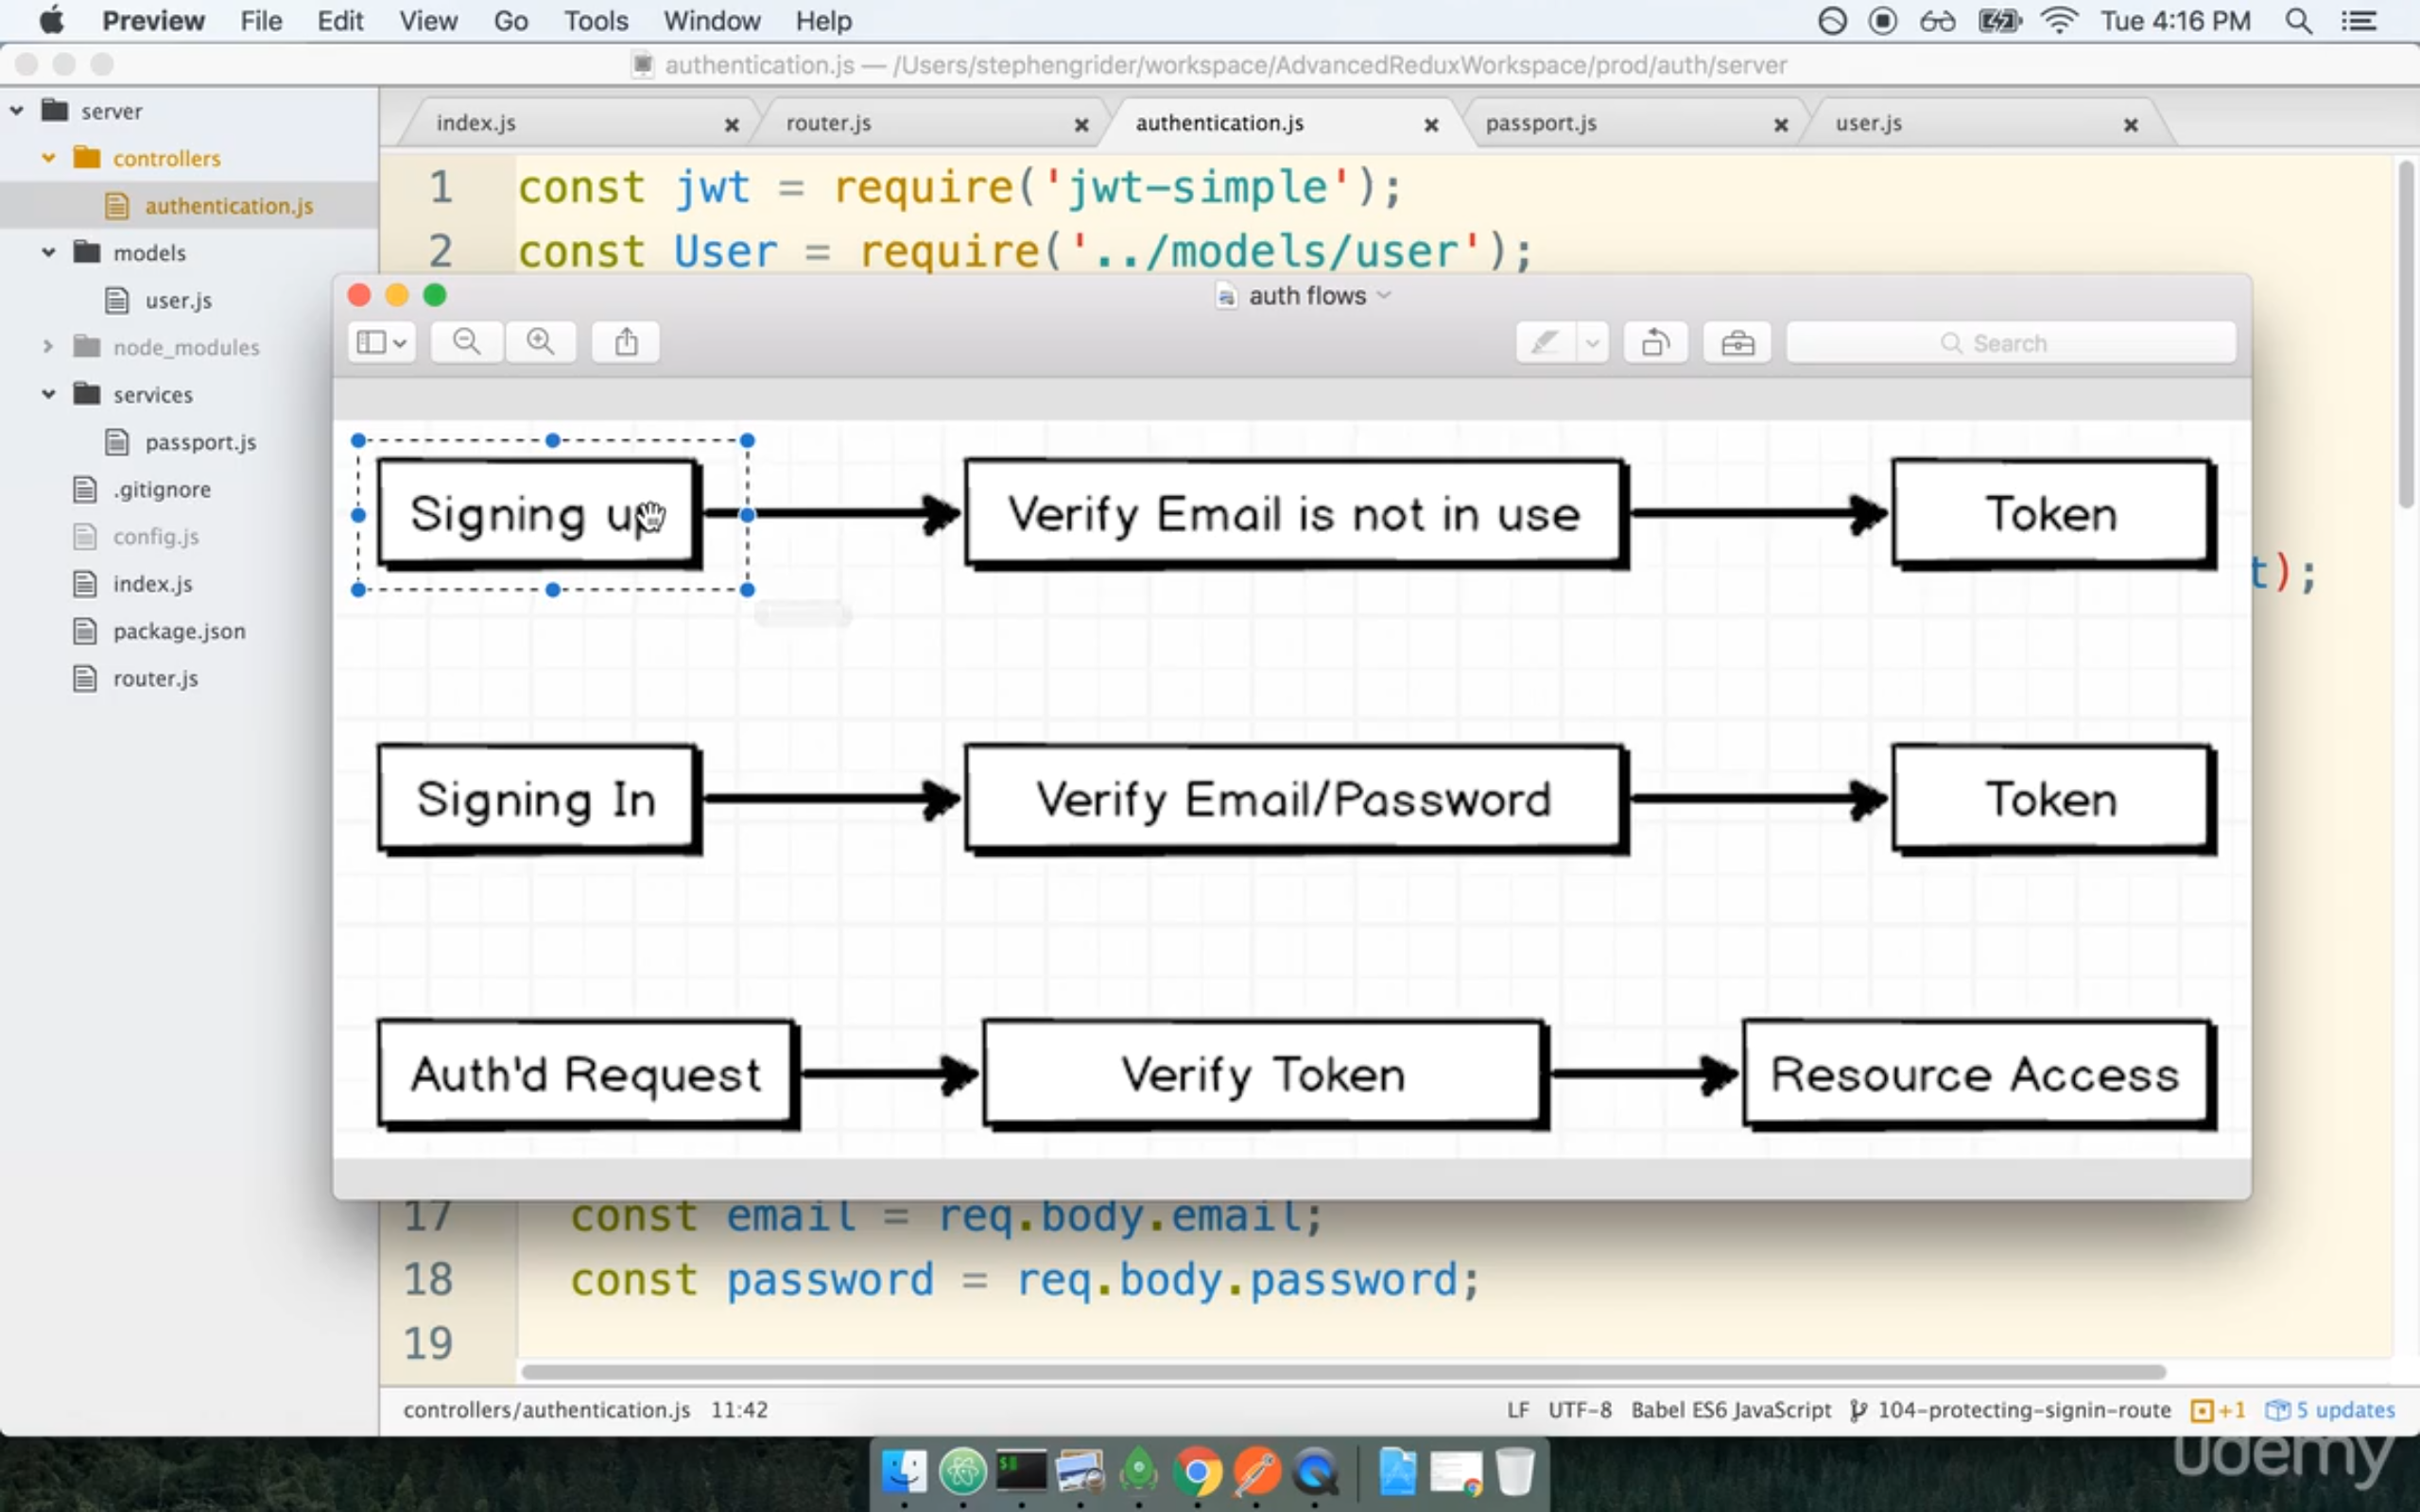 Preview File Edit View Go Tools Window Help Tue 4:16 PM
authentication.js — /Users/stephengrider/workspace/AdvancedReduxWorkspace/prod/auth/server
server
controllers
authentication.js
models
user.js
node_modules
services
passport.js
.gitignore
config.js
index.js
package.json
router.js
index.js router.js authentication.js passport.js user.js
1 const jwt = require('jwt-simple');
2 const User = require('../models/user');
auth flows
Search
Signing up Verify Email is not in use Token
t);
Signing In Verify Email/Password Token
Auth'd Request Verify Token Resource Access
17 const email = req.body.email;
18 const password = req.body.password;
19
controllers/authentication.js 11:42 LF UTF-8 Babel ES6 JavaScript 104-protecting-signin-route +1 5 updates
$
udemy